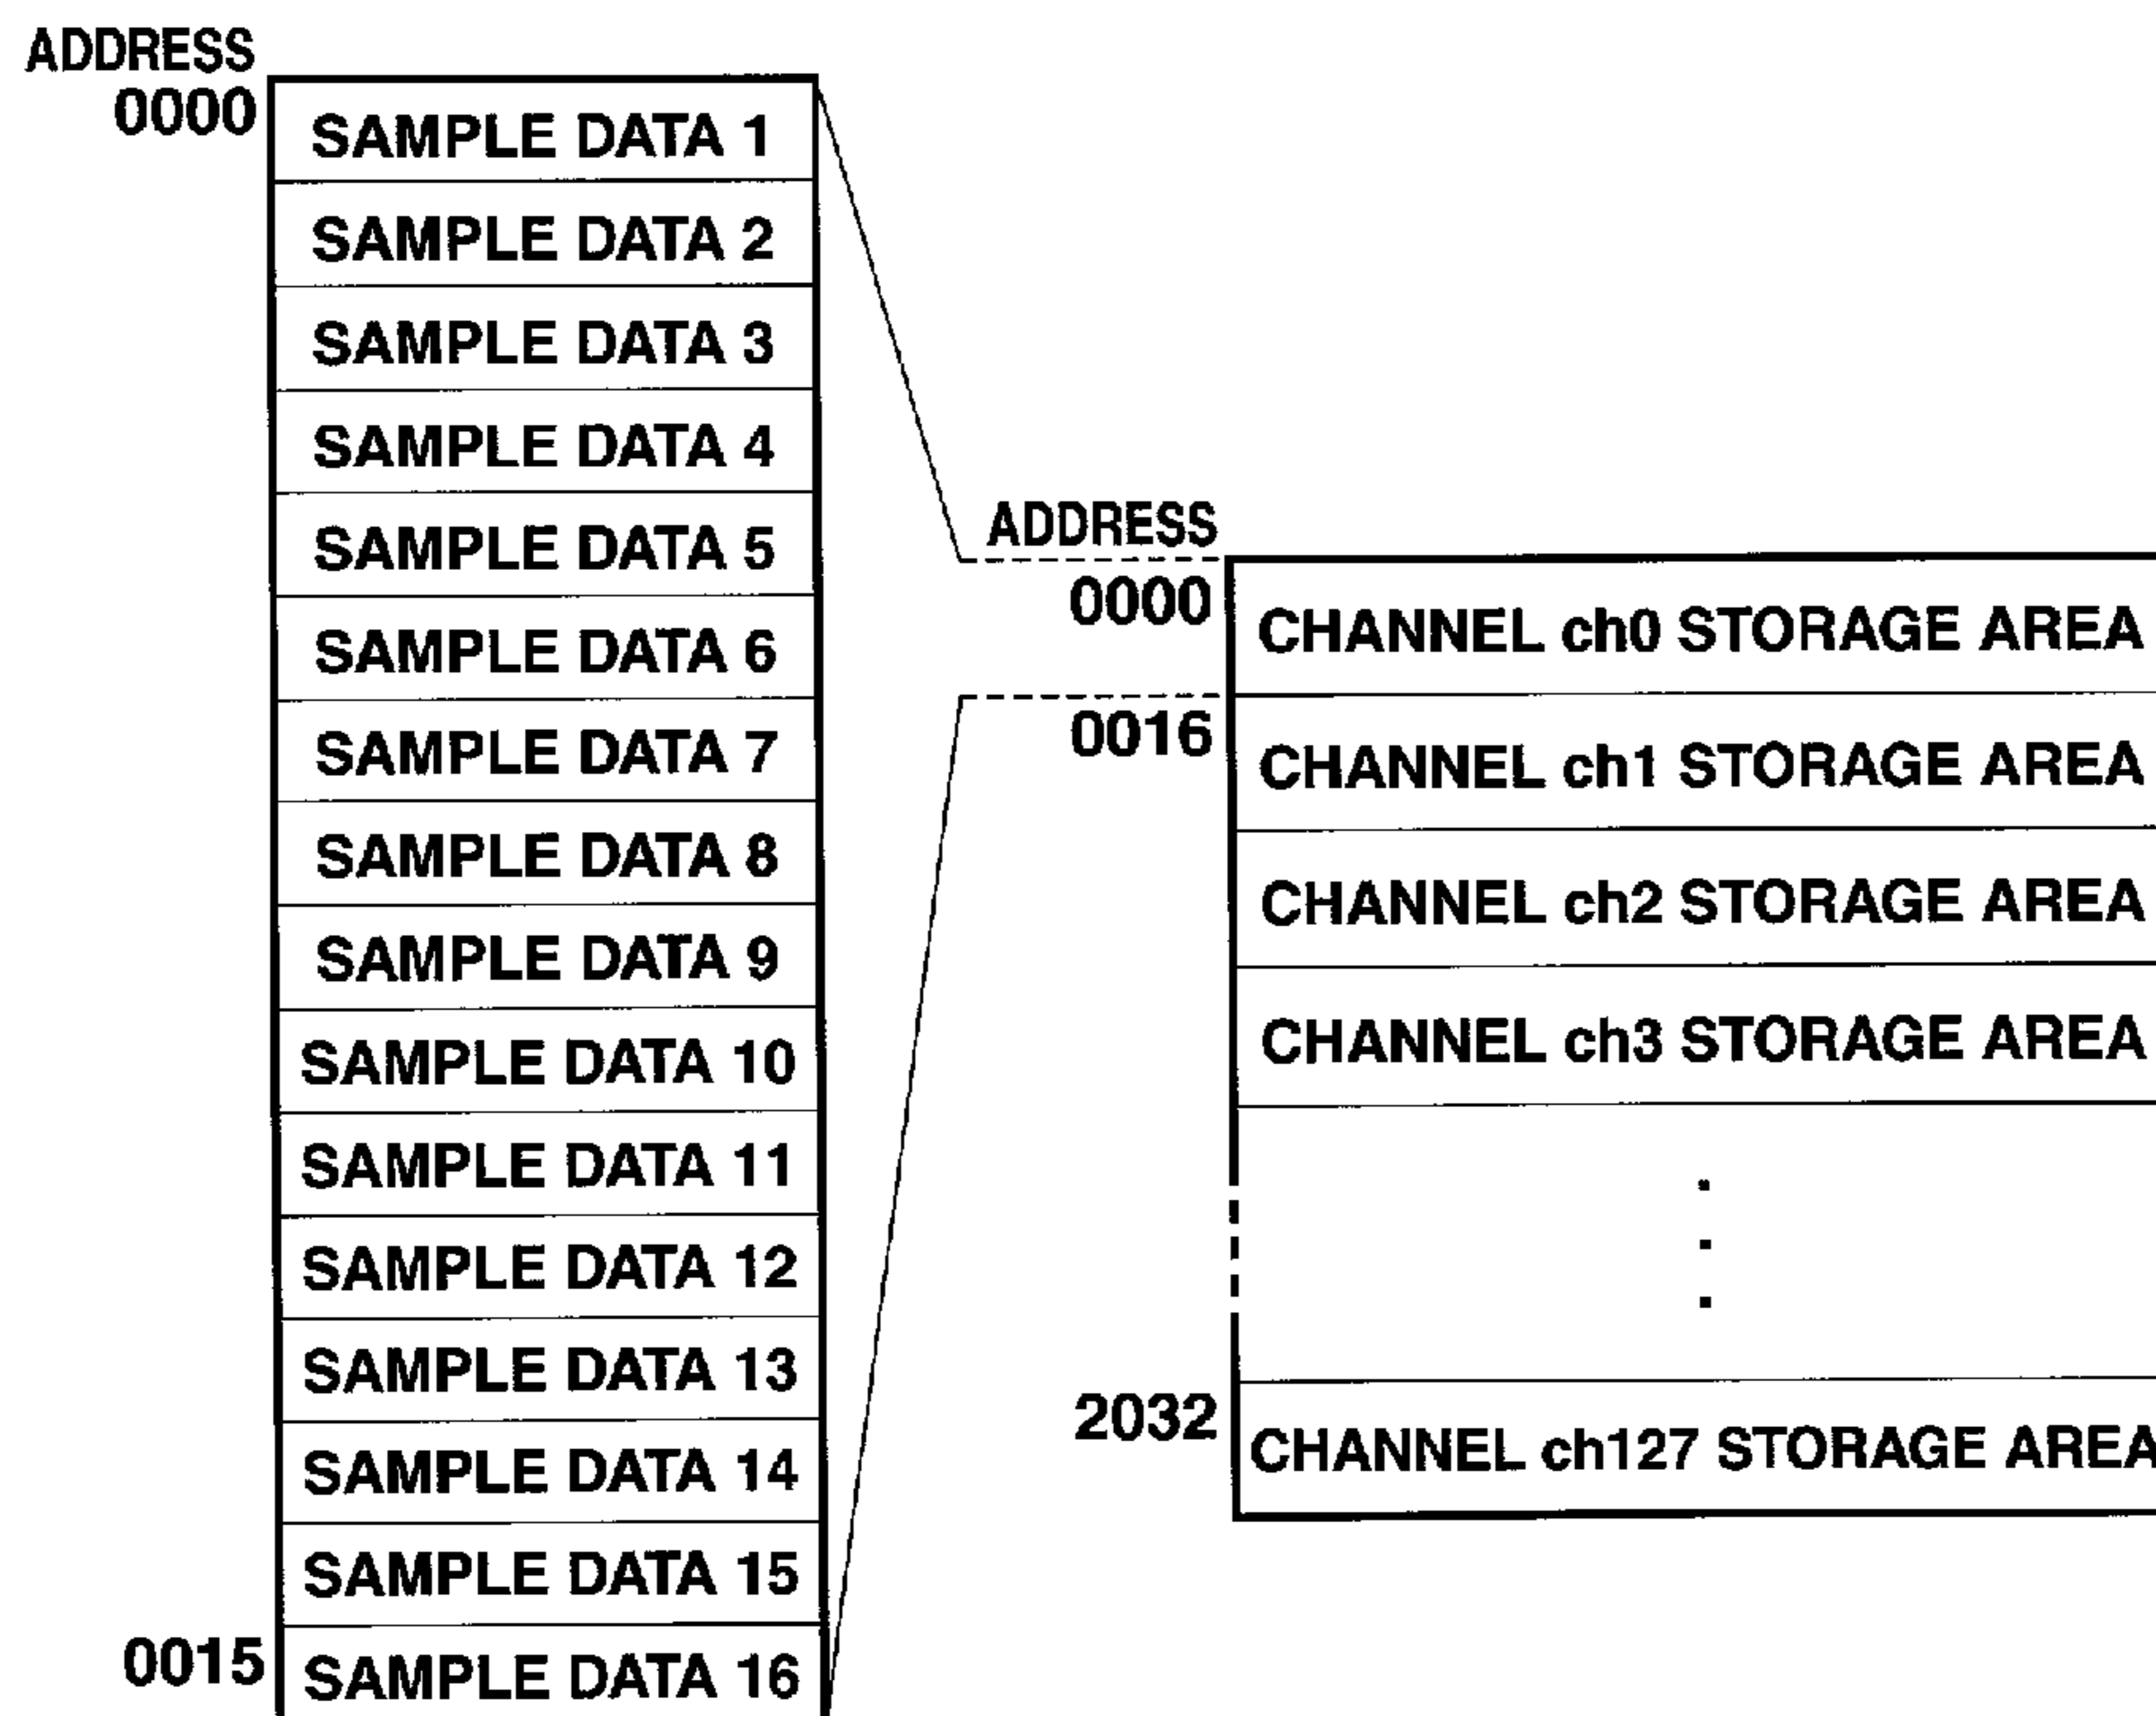 ADDRESS
0000
SAMPLE DATA 1
SAMPLE DATA 2
SAMPLE DATA 3
SAMPLE DATA 4
SAMPLE DATA 5
SAMPLE DATA 6
SAMPLE DATA 7
SAMPLE DATA 8
SAMPLE DATA 9
SAMPLE DATA 10
SAMPLE DATA 11
SAMPLE DATA 12
SAMPLE DATA 13
SAMPLE DATA 14
SAMPLE DATA 15
0015 SAMPLE DATA 16
ADDRESS
0000 CHANNEL ch0 STORAGE AREA
0016 CHANNEL ch1 STORAGE AREA
CHANNEL ch2 STORAGE AREA
CHANNEL ch3 STORAGE AREA
2032 CHANNEL ch127 STORAGE AREA